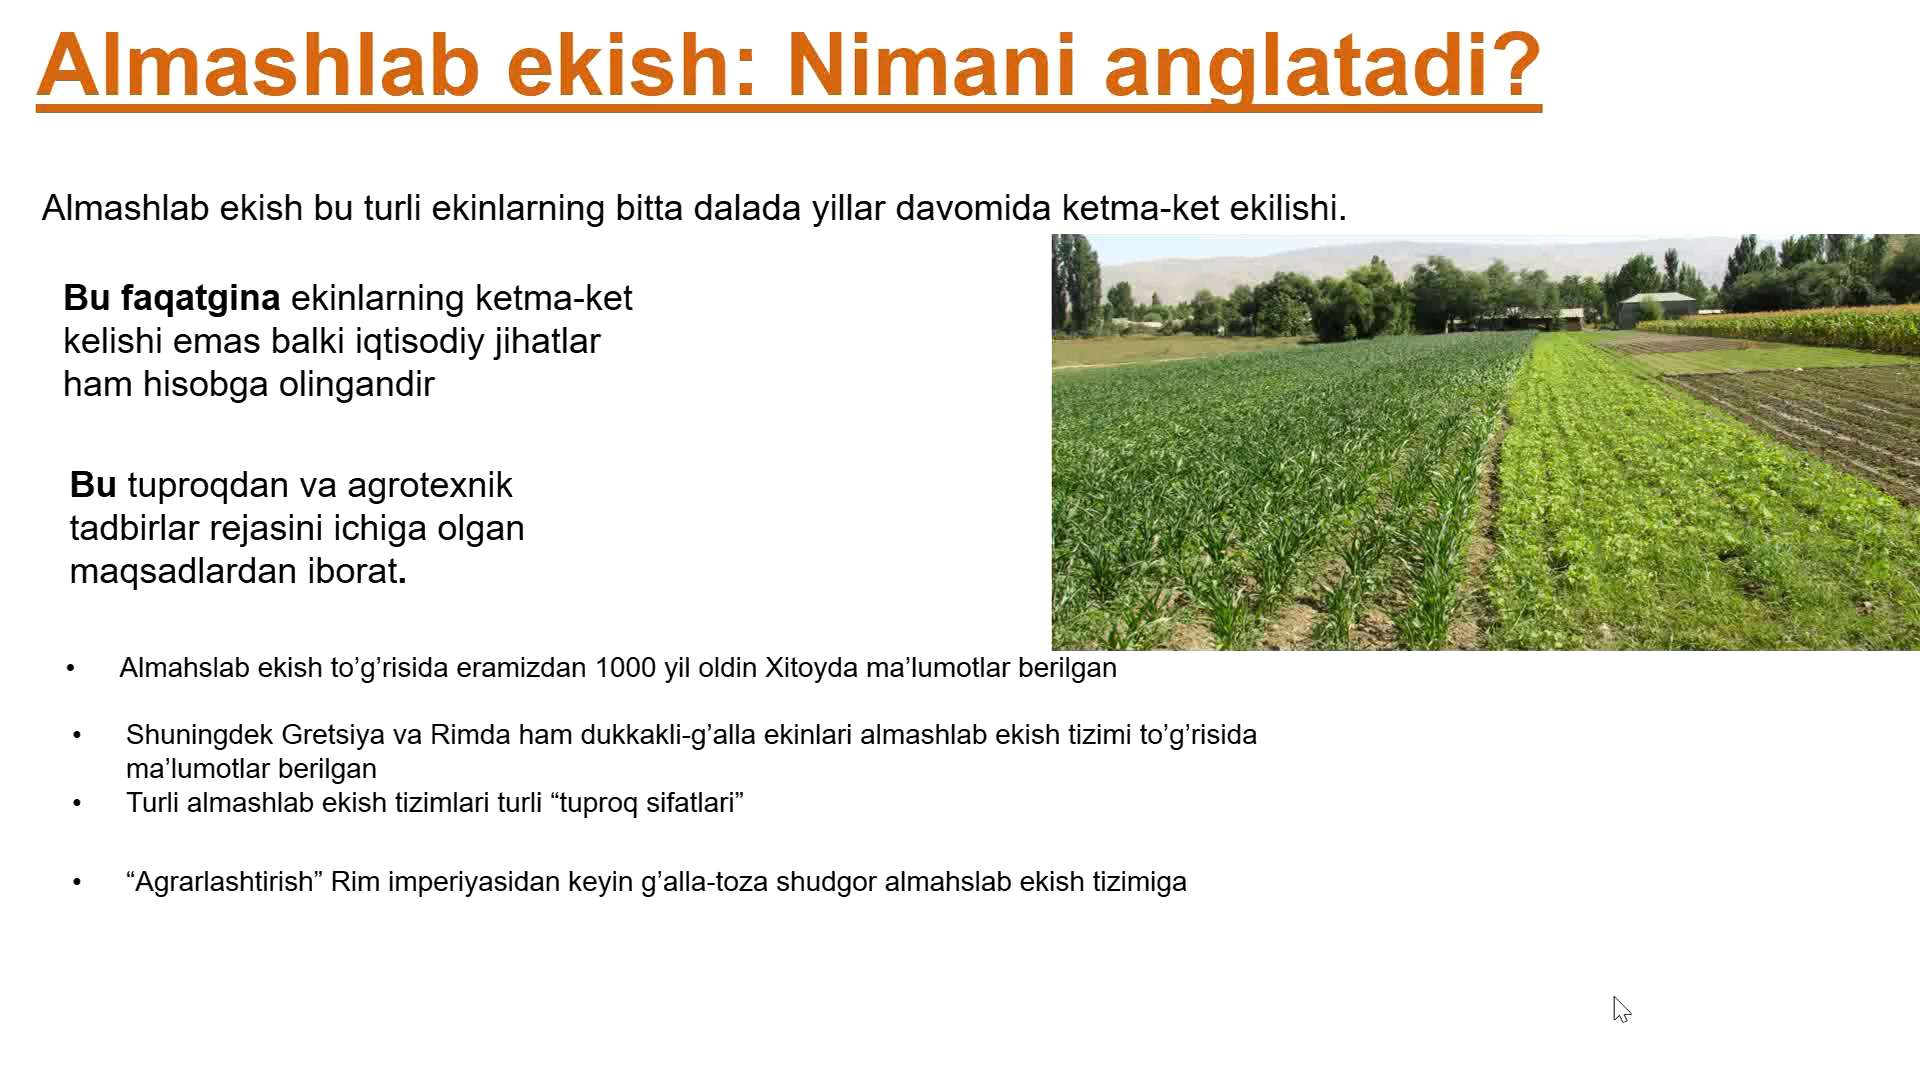 Almashlab ekish: Nimani anglatadi?
Almashlab ekish bu turli ekinlarning bitta dalada yillar davomida ketma-ket ekilishi.
Bu faqatgina ekinlarning ketma-ket
kelishi emas balki iqtisodiy jihatlar
ham hisobga olingandir
Bu tuproqdan va agrotexnik
tadbirlar rejasini ichiga olgan
maqsadlardan iborat.
• Almahslab ekish to’g’risida eramizdan 1000 yil oldin Xitoyda ma’lumotlar berilgan
• Shuningdek Gretsiya va Rimda ham dukkakli-g’alla ekinlari almashlab ekish tizimi to’g’risida
ma’lumotlar berilgan
• Turli almashlab ekish tizimlari turli “tuproq sifatlari”
• “Agrarlashtirish” Rim imperiyasidan keyin g’alla-toza shudgor almahslab ekish tizimiga